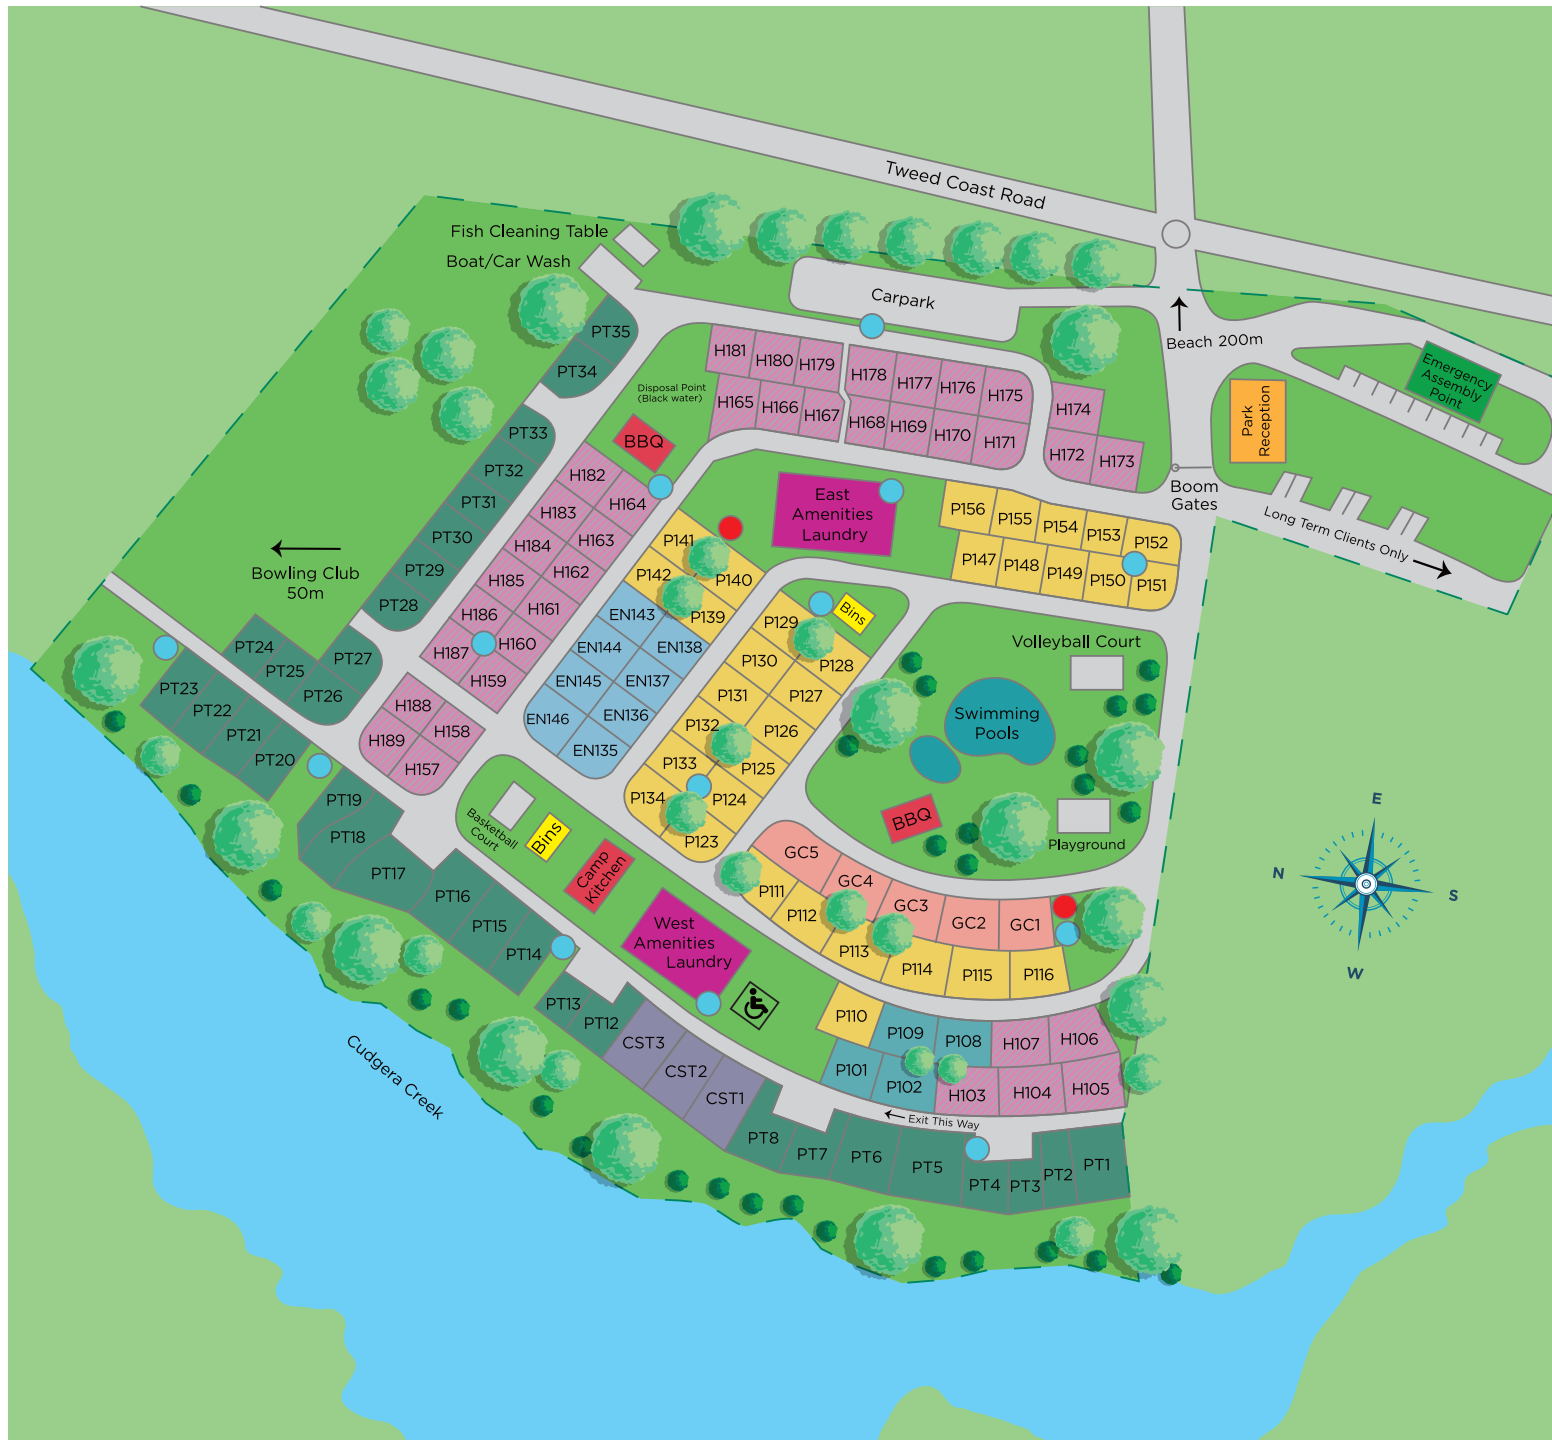 Tweed Coast Road
Fish Cleaning Table
Boat/Car Wash
Carpark
Beach 200m
Emergency
Assembly
Point
Park
Reception
Boom
Gates
Long Term Clients Only
Bowling Club
50m
Disposal Point
(Black water)
BBQ
East
Amenities
Laundry
PT35
PT34
PT33
PT32
PT31
PT30
PT29
PT28
PT27
PT26
PT25
PT24
PT23
PT22
PT21
PT20
PT19
PT18
PT17
PT16
PT15
PT14
PT13
PT12
CST3
CST2
CST1
PT8
PT7
PT6
PT5
PT4
PT3
PT2
PT1
H181
H180
H179
H178
H177
H176
H175
H174
H165
H166
H167
H168
H169
H170
H171
H172
H173
H182
H164
H183
H163
H184
H162
H185
H161
H186
H160
H187
H159
H188
H158
H189
H157
P141
P140
P142
P139
EN143
EN138
EN144
EN137
EN145
EN136
EN146
EN135
P156
P155
P154
P153
P152
P147
P148
P149
P150
P151
Bins
P129
P128
P130
P127
P131
P126
P132
P125
P133
P124
P134
P123
Volleyball Court
Swimming
Pools
BBQ
Playground
Basketball
Court
Bins
Camp
Kitchen
West
Amenities
Laundry
GC5
GC4
GC3
GC2
GC1
P111
P112
P113
P114
P115
P116
P110
P109
P108
H107
H106
P101
P102
H103
H104
H105
Exit This Way
Cudgera Creek
E
N
S
W